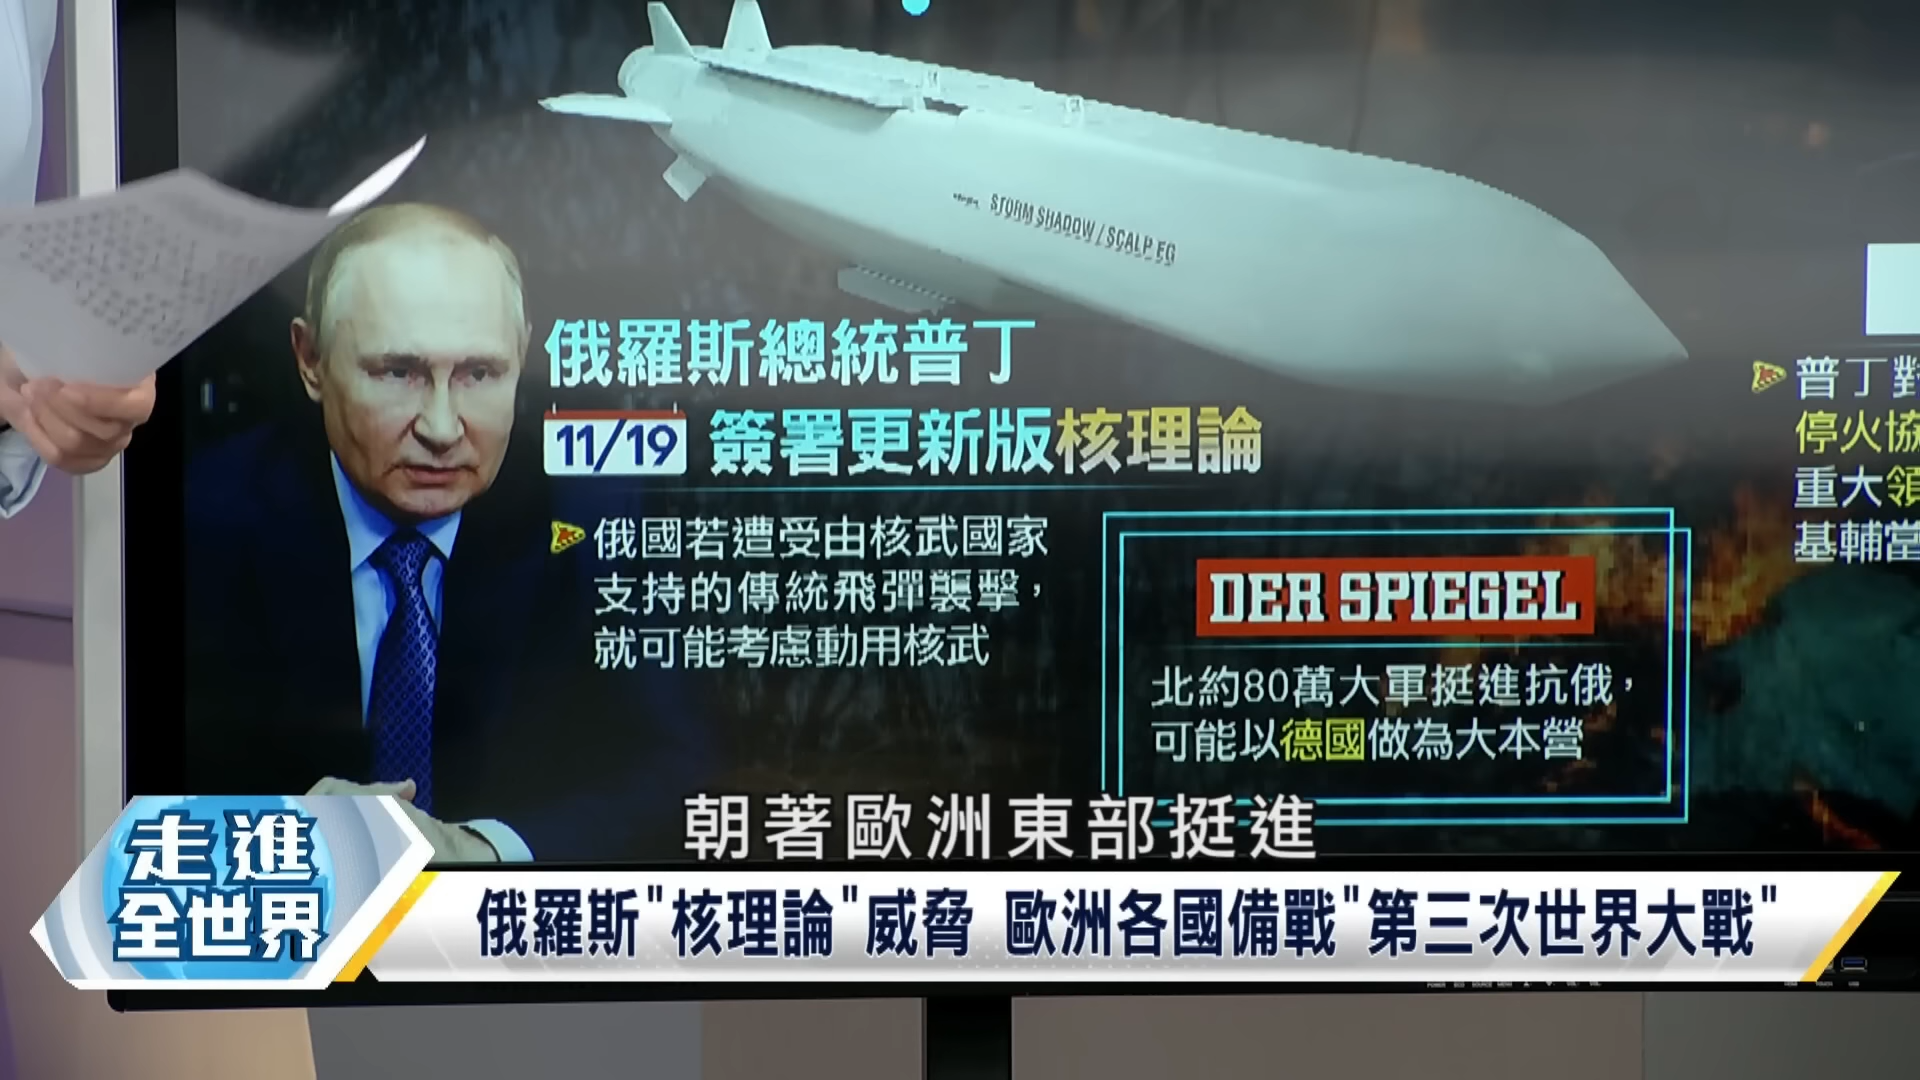 STORM SHADOW / SCALP EG
俄羅斯總統普丁
11/19 簽署更新版核理論
俄國若遭受由核武國家
支持的傳統飛彈襲擊，
就可能考慮動用核武
DER SPIEGEL
北約80萬大軍挺進抗俄，
可能以德國做為大本營
普丁對
停火協
重大領
基輔當
朝著歐洲東部挺進
走進
全世界
俄羅斯"核理論"威脅 歐洲各國備戰"第三次世界大戰"